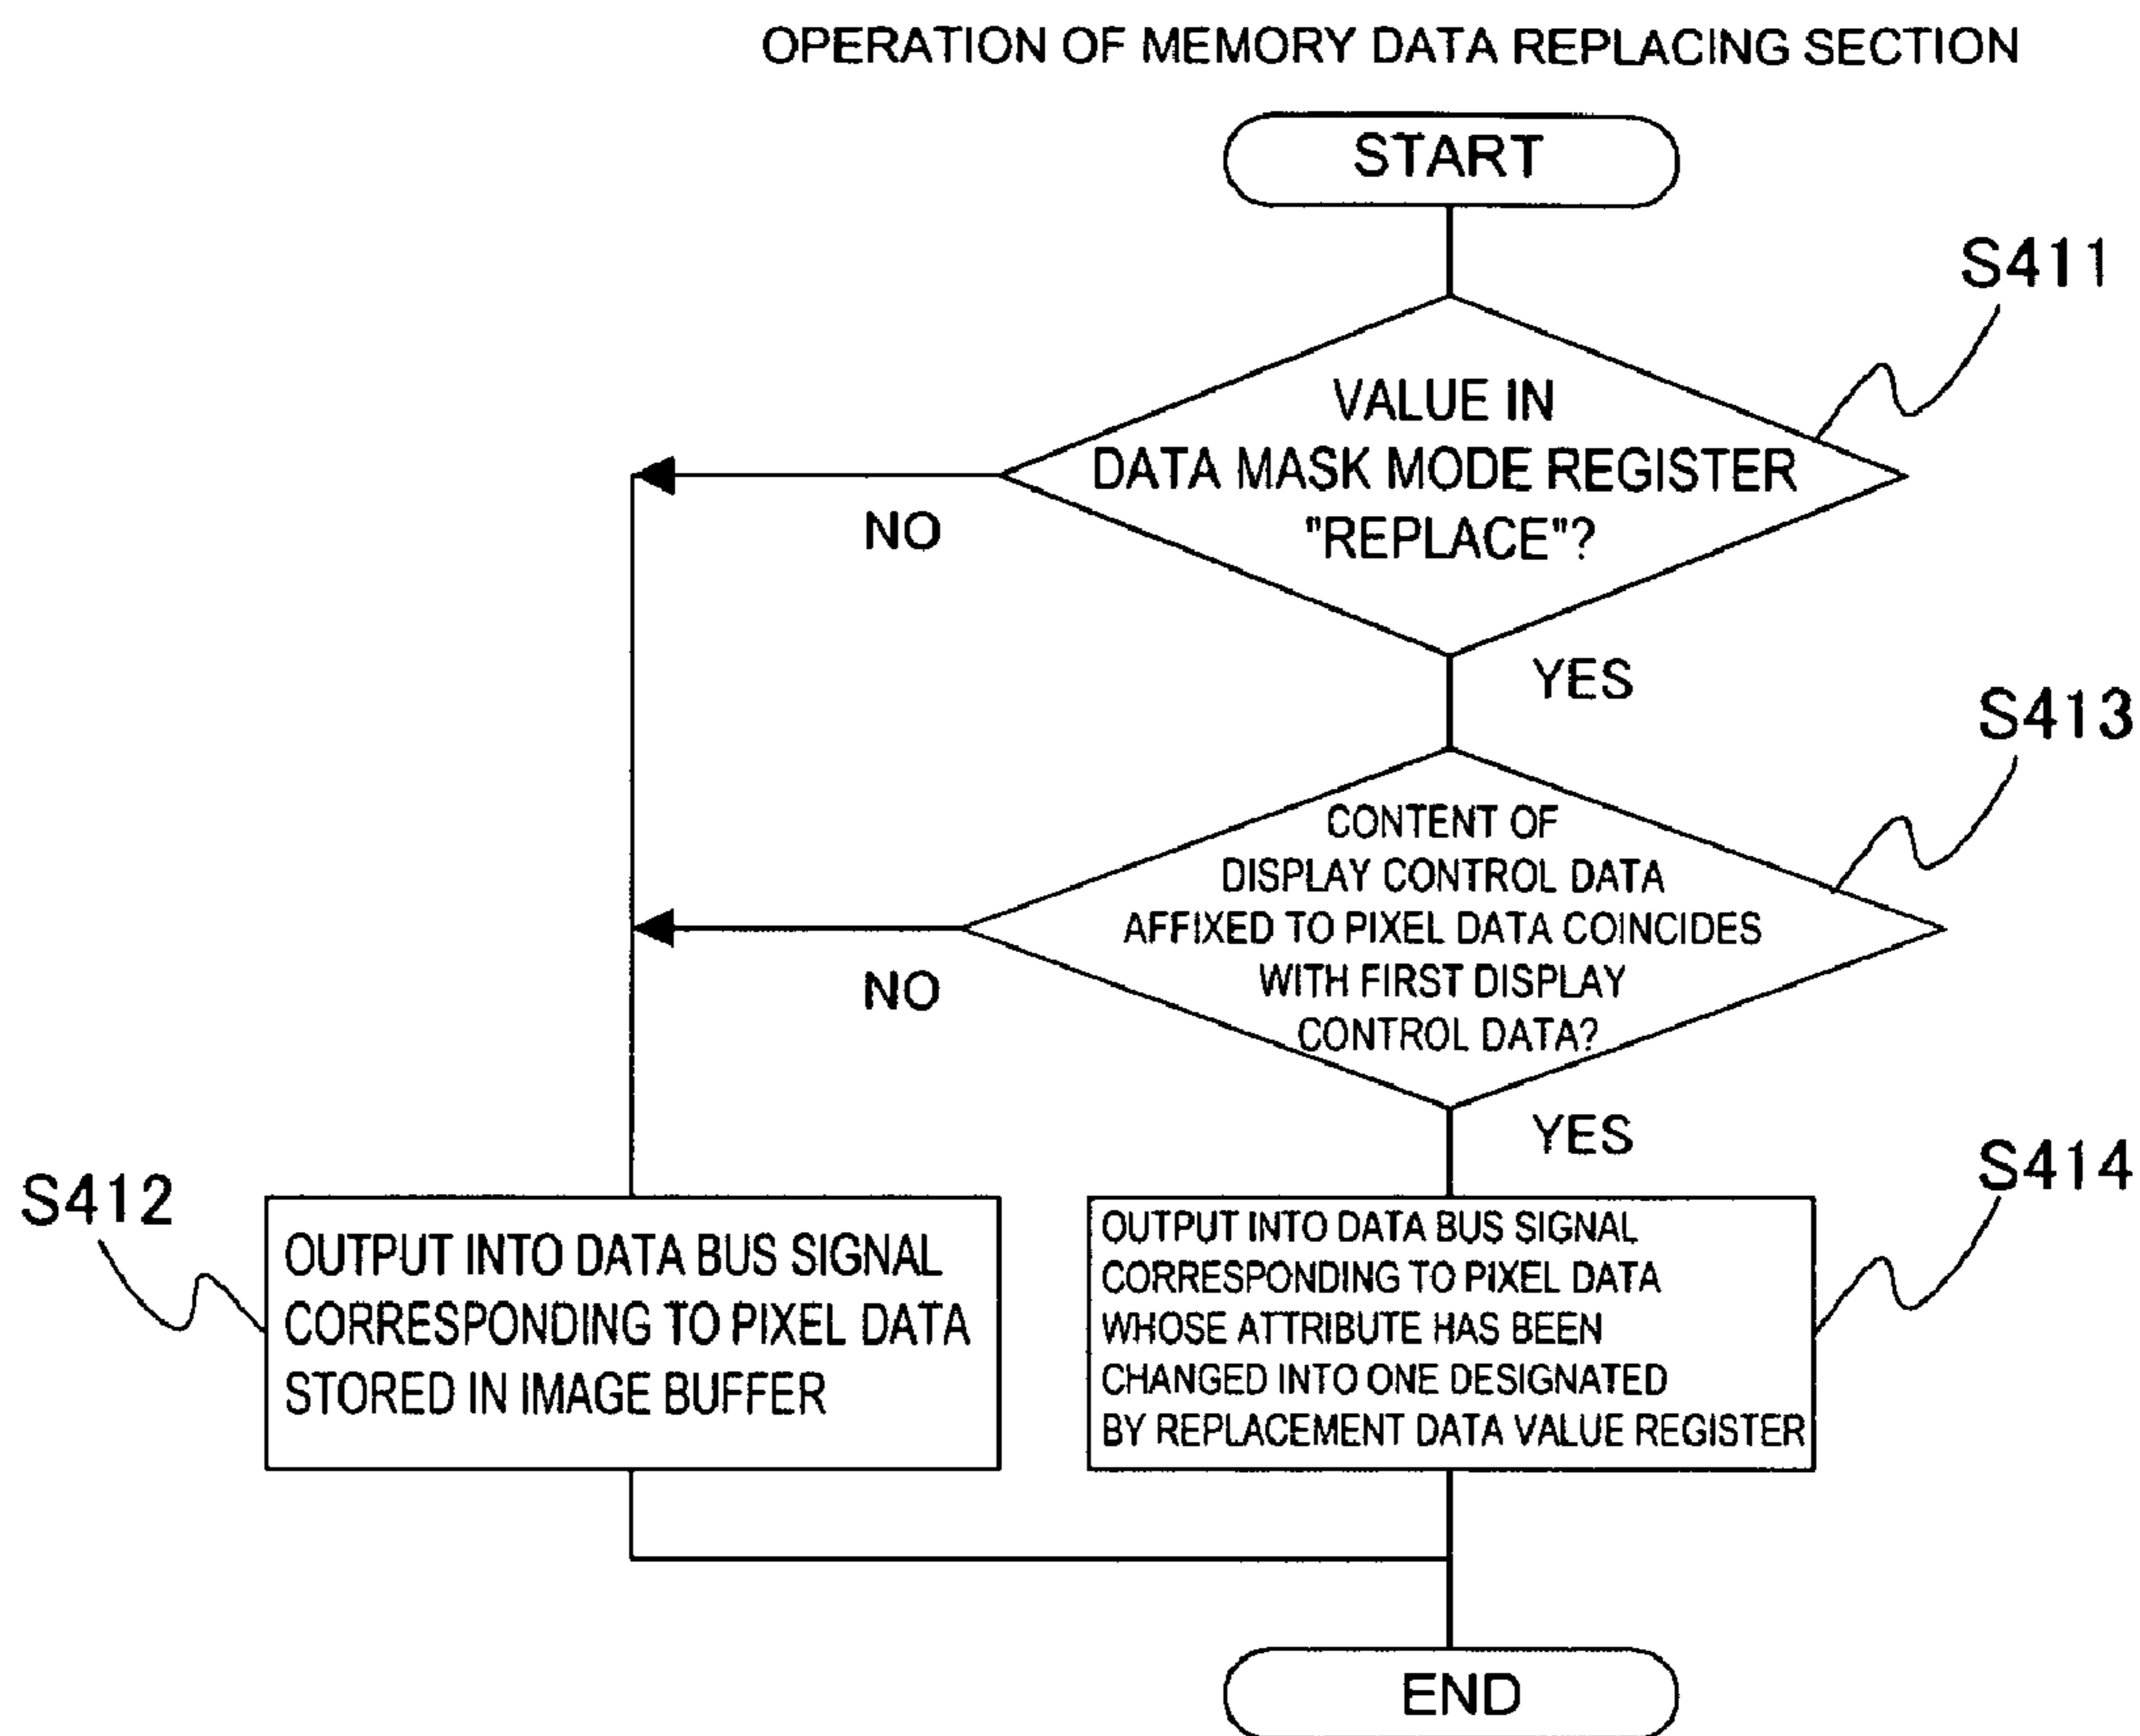 OPERATION OF MEMORY DATA REPLACING SECTION
START
S411
VALUE IN
DATA MASK MODE REGISTER
"REPLACE"?
NO
YES
S413
CONTENT OF
DISPLAY CONTROL DATA
AFFIXED TO PIXEL DATA COINCIDES
WITH FIRST DISPLAY
CONTROL DATA?
NO
YES
S412
OUTPUT INTO DATA BUS SIGNAL
CORRESPONDING TO PIXEL DATA
STORED IN IMAGE BUFFER
S414
OUTPUT INTO DATA BUS SIGNAL
CORRESPONDING TO PIXEL DATA
WHOSE ATTRIBUTE HAS BEEN
CHANGED INTO ONE DESIGNATED
BY REPLACEMENT DATA VALUE REGISTER
END